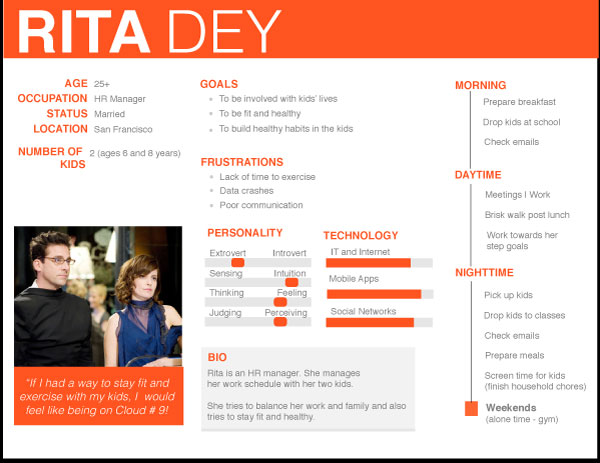 RITA DEY
AGE 25+
OCCUPATION HR Manager
STATUS Married
LOCATION San Francisco
NUMBER OF KIDS 2 (ages 6 and 8 years)
"If I had a way to stay fit and
exercise with my kids, I would
feel like being on Cloud # 9!
GOALS
To be involved with kids' lives
To be fit and healthy
To build healthy habits in the kids
FRUSTRATIONS
Lack of time to exercise
Data crashes
Poor communication
PERSONALITY
Extrovert Introvert
Sensing Intuition
Thinking Feeling
Judging Perceiving
TECHNOLOGY
IT and Internet
Mobile Apps
Social Networks
BIO
Rita is an HR manager. She manages
her work schedule with her two kids.
She tries to balance her work and family and also
tries to stay fit and healthy.
MORNING
Prepare breakfast
Drop kids at school
Check emails
DAYTIME
Meetings I Work
Brisk walk post lunch
Work towards her
step goals
NIGHTTIME
Pick up kids
Drop kids to classes
Check emails
Prepare meals
Screen time for kids
(finish household chores)
Weekends
(alone time - gym)